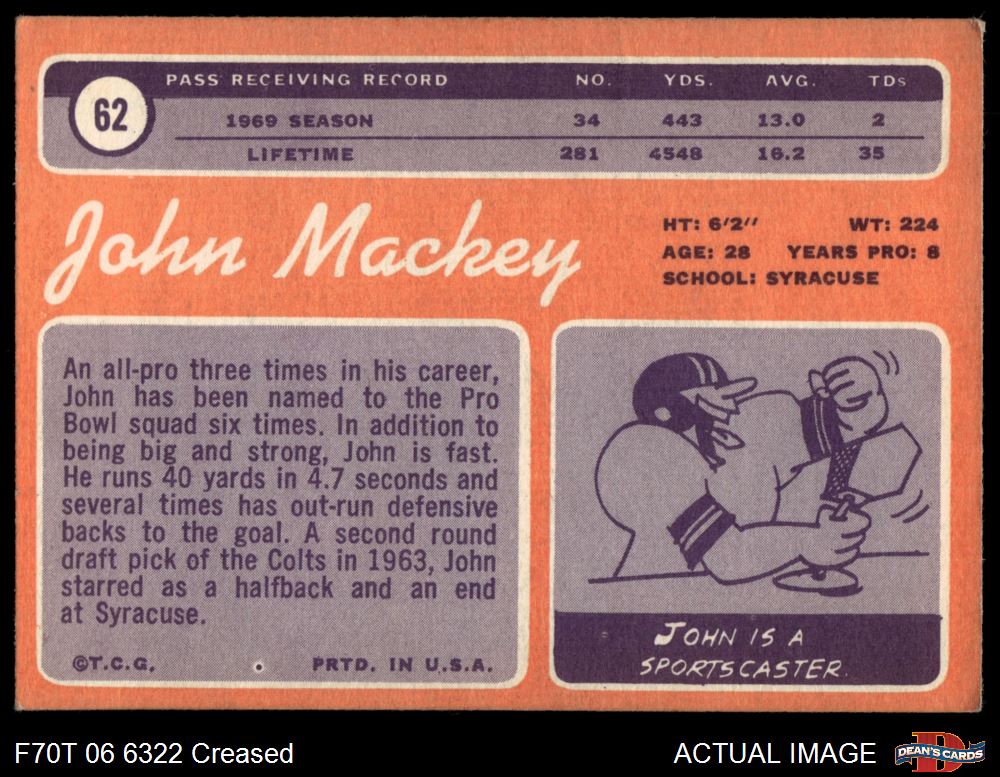 62
PASS RECEIVING RECORD NO. YDS. AVG. TDs
1969 SEASON 34 443 13.0 2
LIFETIME 281 4548 16.2 35
John Mackey
HT: 6'2'' WT: 224
AGE: 28 YEARS PRO: 8
SCHOOL: SYRACUSE
An all-pro three times in his career,
John has been named to the Pro
Bowl squad six times. In addition to
being big and strong, John is fast.
He runs 40 yards in 4.7 seconds and
several times has out-run defensive
backs to the goal. A second round
draft pick of the Colts in 1963, John
starred as a halfback and an end
at Syracuse.
©T.C.G. PRTD. IN U.S.A.
JOHN IS A
SPORTSCASTER.
F70T 06 6322 Creased
ACTUAL IMAGE
DEAN'S CARDS